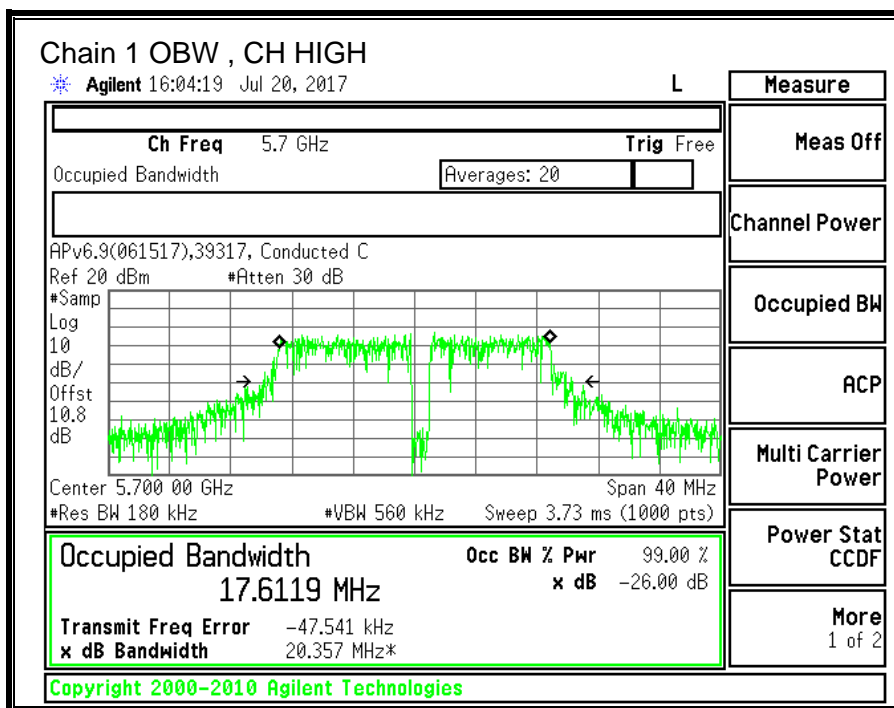 Chain 1 OBW , CH HIGH
Agilent 16:04:19 Jul 20, 2017 L
Measure
Ch Freq 5.7 GHz Trig Free
Meas Off
Occupied Bandwidth Averages: 20
Channel Power
APv6.9(061517),39317, Conducted C
Ref 20 dBm #Atten 30 dB
#Samp
Log
10
dB/
Offst
10.8
dB
Occupied BW
ACP
Multi Carrier
Power
Center 5.700 00 GHz Span 40 MHz
#Res BW 180 kHz #VBW 560 kHz Sweep 3.73 ms (1000 pts)
Power Stat
CCDF
Occupied Bandwidth Occ BW % Pwr 99.00 %
17.6119 MHz x dB -26.00 dB
Transmit Freq Error -47.541 kHz
x dB Bandwidth 20.357 MHz*
More
1 of 2
Copyright 2000-2010 Agilent Technologies